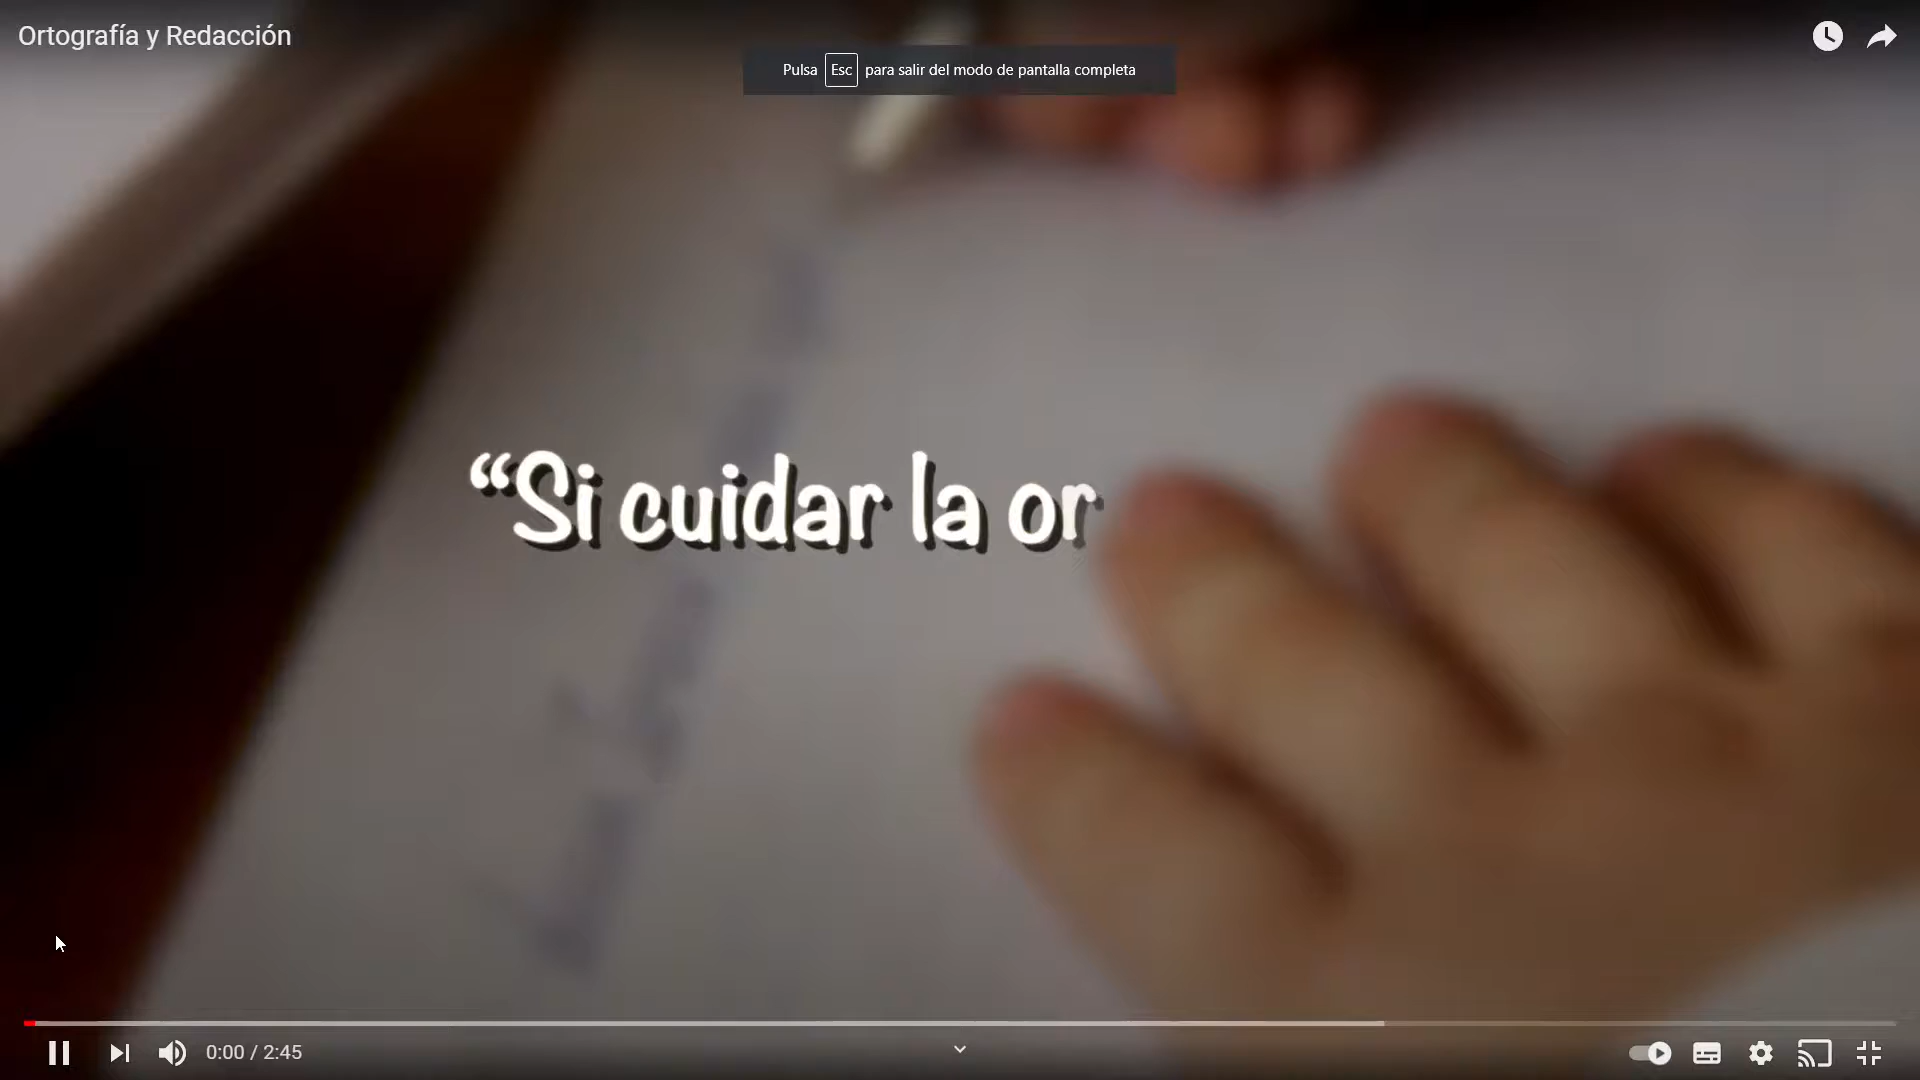 Ortografía y Redacción
Pulsa Esc para salir del modo de pantalla completa
“Si cuidar la or
0:00 / 2:45